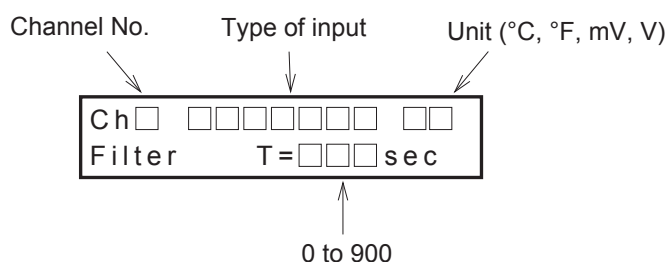 Channel No. Type of input Unit (°C, °F, mV, V)
Ch□ □□□□□□□ □□
Filter T=□□□sec
0 to 900